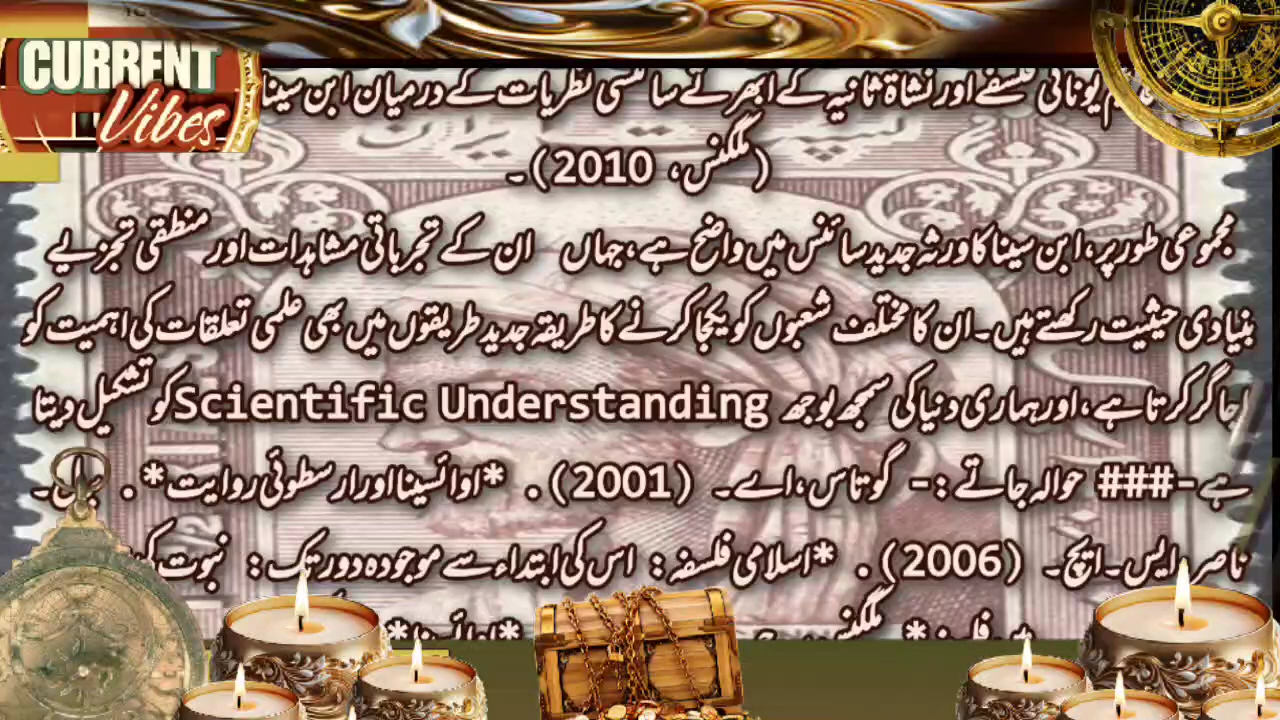 CURRENT
Vibes
یونانی فلسفے اور نشاۃ ثانیہ کے ابھرتے سائنسی نظریات کے درمیان ابن سینا
(ملگنس، 2010)۔
مجموعی طور پر، ابن سینا کا ورثہ جدید سائنس میں واضح ہے، جہاں ان کے تجرباتی مشاہدات اور منطقی تجزیے
بنیادی حیثیت رکھتے ہیں۔ ان کا مختلف شعبوں کو یکجا کرنے کا طریقہ جدید طریقوں میں بھی علمی تعلقات کی اہمیت کو
اجاگر کرتا ہے، اور ہماری دنیا کی سمجھ بوجھ Scientific Understanding کو تشکیل دیتا
ہے-### حوالہ جاتے :- گوتاس، اے۔ (2001). *اوائسینا اور ارسطوئی روایت*.
ناصر، ایس۔ ایچ۔ (2006). *اسلامی فلسفہ: اس کی ابتداء سے موجودہ دور تک: نبوت کی